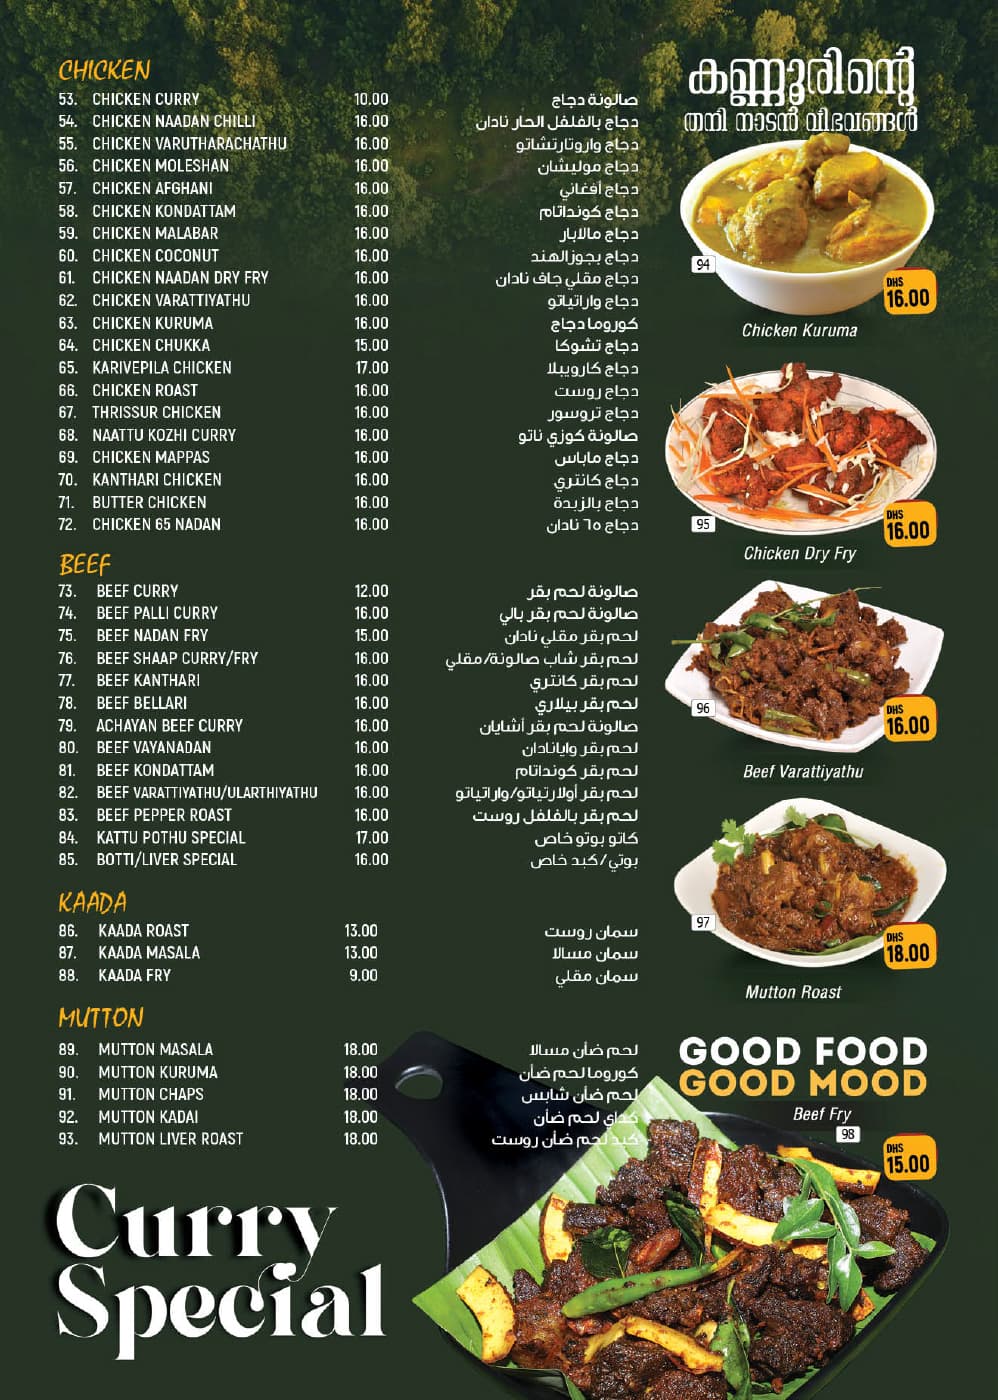 CHICKEN
53. CHICKEN CURRY 10.00 صالونة دجاج
54. CHICKEN NAADAN CHILLI 16.00 دجاج بالفلفل الحار نادان
55. CHICKEN VARUTHARACHATHU 16.00 دجاج واروتارتشاتو
56. CHICKEN MOLESHAN 16.00 دجاج موليشان
57. CHICKEN AFGHANI 16.00 دجاج أفغاني
58. CHICKEN KONDATTAM 16.00 دجاج كونداتام
59. CHICKEN MALABAR 16.00 دجاج مالابار
60. CHICKEN COCONUT 16.00 دجاج بجوزالهند
61. CHICKEN NAADAN DRY FRY 16.00 دجاج مقلي جاف نادان
62. CHICKEN VARATTIYATHU 16.00 دجاج واراتياتو
63. CHICKEN KURUMA 16.00 كوروما دجاج
64. CHICKEN CHUKKA 15.00 دجاج تشوكا
65. KARIVEPILA CHICKEN 17.00 دجاج كارويبلا
66. CHICKEN ROAST 16.00 دجاج روست
67. THRISSUR CHICKEN 16.00 دجاج تروسور
68. NAATTU KOZHI CURRY 16.00 صالونة كوزي ناتو
69. CHICKEN MAPPAS 16.00 دجاج ماباس
70. KANTHARI CHICKEN 16.00 دجاج كانتري
71. BUTTER CHICKEN 16.00 دجاج بالزبدة
72. CHICKEN 65 NADAN 16.00 دجاج ٦٥ نادان
BEEF
73. BEEF CURRY 12.00 صالونة لحم بقر
74. BEEF PALLI CURRY 16.00 صالونة لحم بقر بالي
75. BEEF NADAN FRY 15.00 لحم بقر مقلي نادان
76. BEEF SHAAP CURRY/FRY 16.00 لحم بقر شاب صالونة/مقلي
77. BEEF KANTHARI 16.00 لحم بقر كانتري
78. BEEF BELLARI 16.00 لحم بقر بيلاري
79. ACHAYAN BEEF CURRY 16.00 صالونة لحم بقر أشايان
80. BEEF VAYANADAN 16.00 لحم بقر وايانادان
81. BEEF KONDATTAM 16.00 لحم بقر كونداتام
82. BEEF VARATTIYATHU/ULARTHIYATHU 16.00 لحم بقر أولارتياتو/واراتياتو
83. BEEF PEPPER ROAST 16.00 لحم بقر بالفلفل روست
84. KATTU POTHU SPECIAL 17.00 كاتو بوتو خاص
85. BOTTI/LIVER SPECIAL 16.00 بوتي/كبد خاص
KAADA
86. KAADA ROAST 13.00 سمان روست
87. KAADA MASALA 13.00 سمان مسالا
88. KAADA FRY 9.00 سمان مقلي
MUTTON
89. MUTTON MASALA 18.00 لحم ضأن مسالا
90. MUTTON KURUMA 18.00 كوروما لحم ضأن
91. MUTTON CHAPS 18.00 لحم ضأن شابس
92. MUTTON KADAI 18.00 كداي لحم ضأن
93. MUTTON LIVER ROAST 18.00 كبد لحم ضأن روست
Curry
Special
കണ്ണൂരിന്റെ
തനി നാടൻ വിഭവങ്ങൾ
94
DHS
16.00
Chicken Kuruma
95
DHS
16.00
Chicken Dry Fry
96
DHS
16.00
Beef Varattiyathu
97
DHS
18.00
Mutton Roast
GOOD FOOD
GOOD MOOD
Beef Fry
98
DHS
15.00